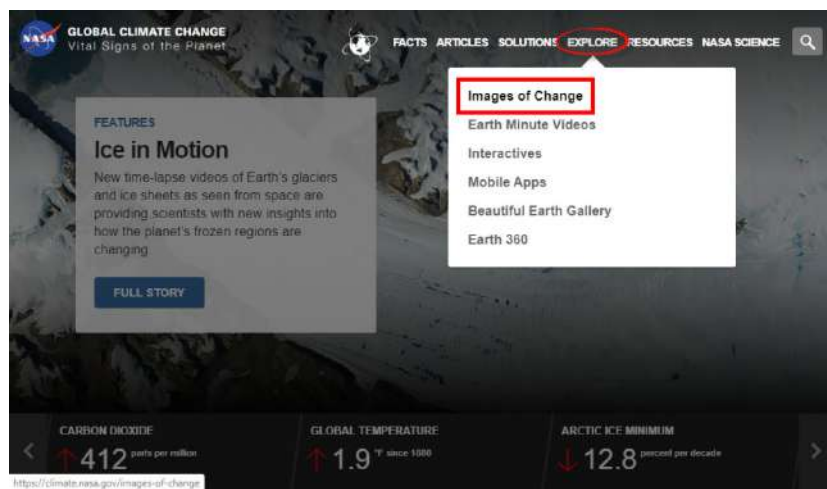 NASA
GLOBAL CLIMATE CHANGE
Vital Signs of the Planet
FACTS ARTICLES SOLUTIONS EXPLORE RESOURCES NASA SCIENCE
Images of Change
Earth Minute Videos
Interactives
Mobile Apps
Beautiful Earth Gallery
Earth 360
FEATURES
Ice in Motion
New time-lapse videos of Earth's glaciers
and ice sheets as seen from space are
providing scientists with new insights into
how the planet's frozen regions are
changing
FULL STORY
CARBON DIOXIDE
↑ 412 parts per million
GLOBAL TEMPERATURE
↑ 1.9 °F since 1880
ARCTIC ICE MINIMUM
↓ 12.8 percent per decade
https://climate.nasa.gov/images-of-change